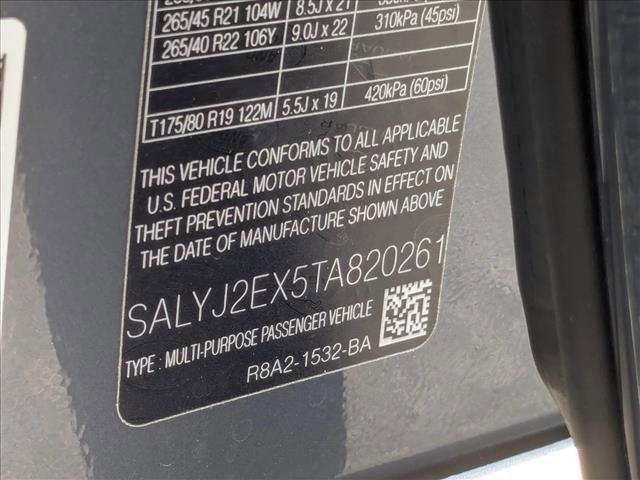 265/45 R21 104W 8.5J x 21
265/40 R22 106Y 9.0J x 22 310kPa (45psi)
T175/80 R19 122M 5.5J x 19 420kPa (60psi)
THIS VEHICLE CONFORMS TO ALL APPLICABLE
U.S. FEDERAL MOTOR VEHICLE SAFETY AND
THEFT PREVENTION STANDARDS IN EFFECT ON
THE DATE OF MANUFACTURE SHOWN ABOVE
SALYJ2EX5TA820261
TYPE : MULTI-PURPOSE PASSENGER VEHICLE
R8A2-1532-BA